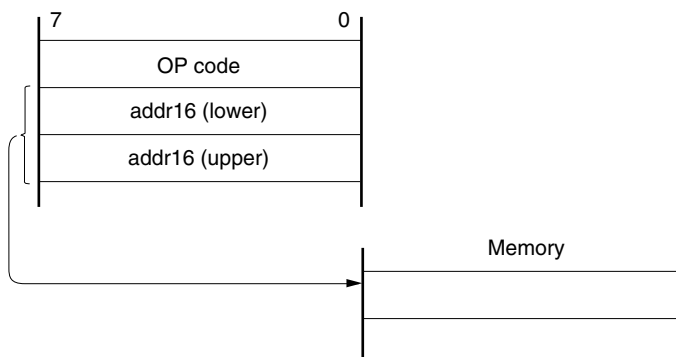 7 0
OP code
addr16 (lower)
addr16 (upper)
Memory